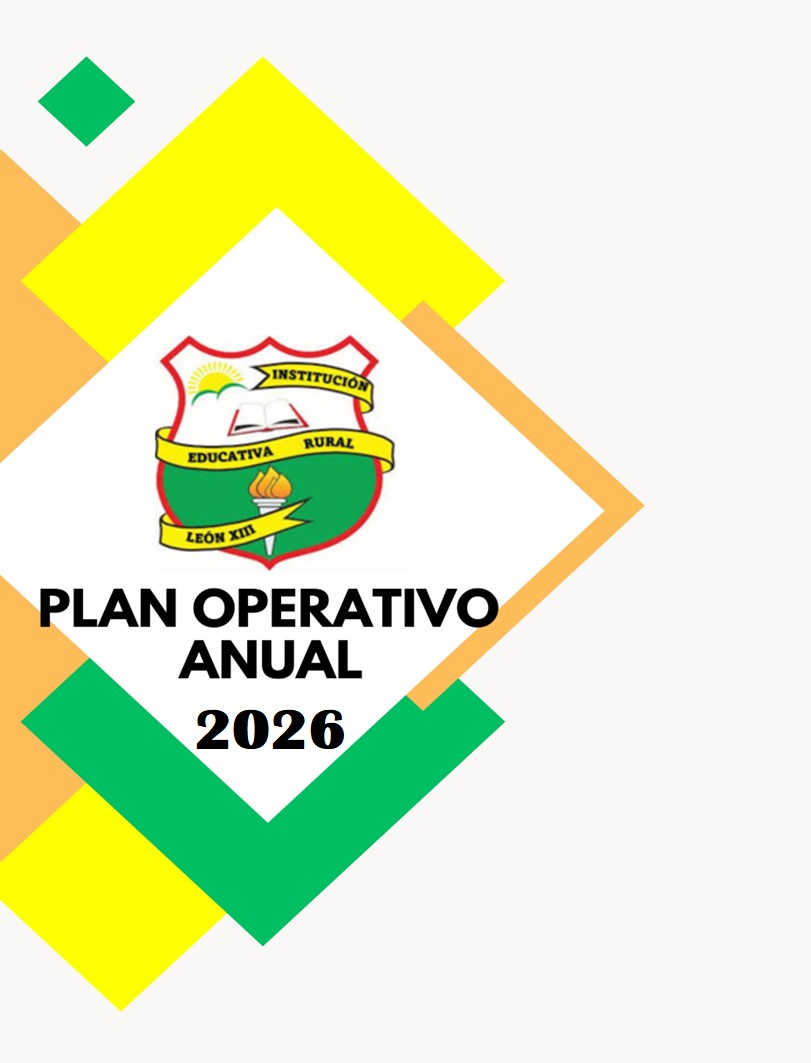 INSTITUCIÓN
EDUCATIVA RURAL
LEÓN XIII
PLAN OPERATIVO
ANUAL
2026